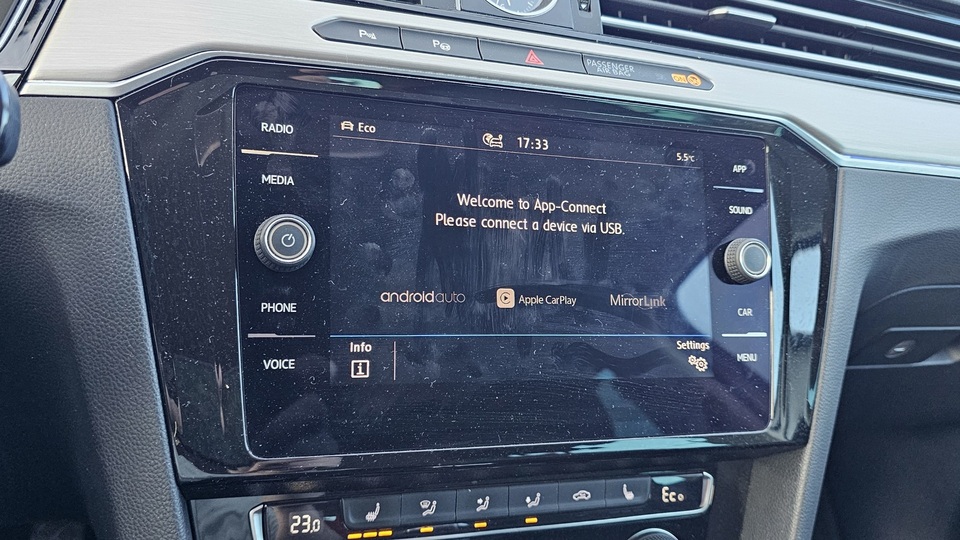 P
P
PASSENGER
AIR BAG
OFF
RADIO
Eco
17:33
5.5°C
APP
MEDIA
SOUND
Welcome to App-Connect
Please connect a device via USB.
androidauto
Apple CarPlay
MirrorLink
PHONE
CAR
VOICE
Info
Settings
MENU
23.0
Eco